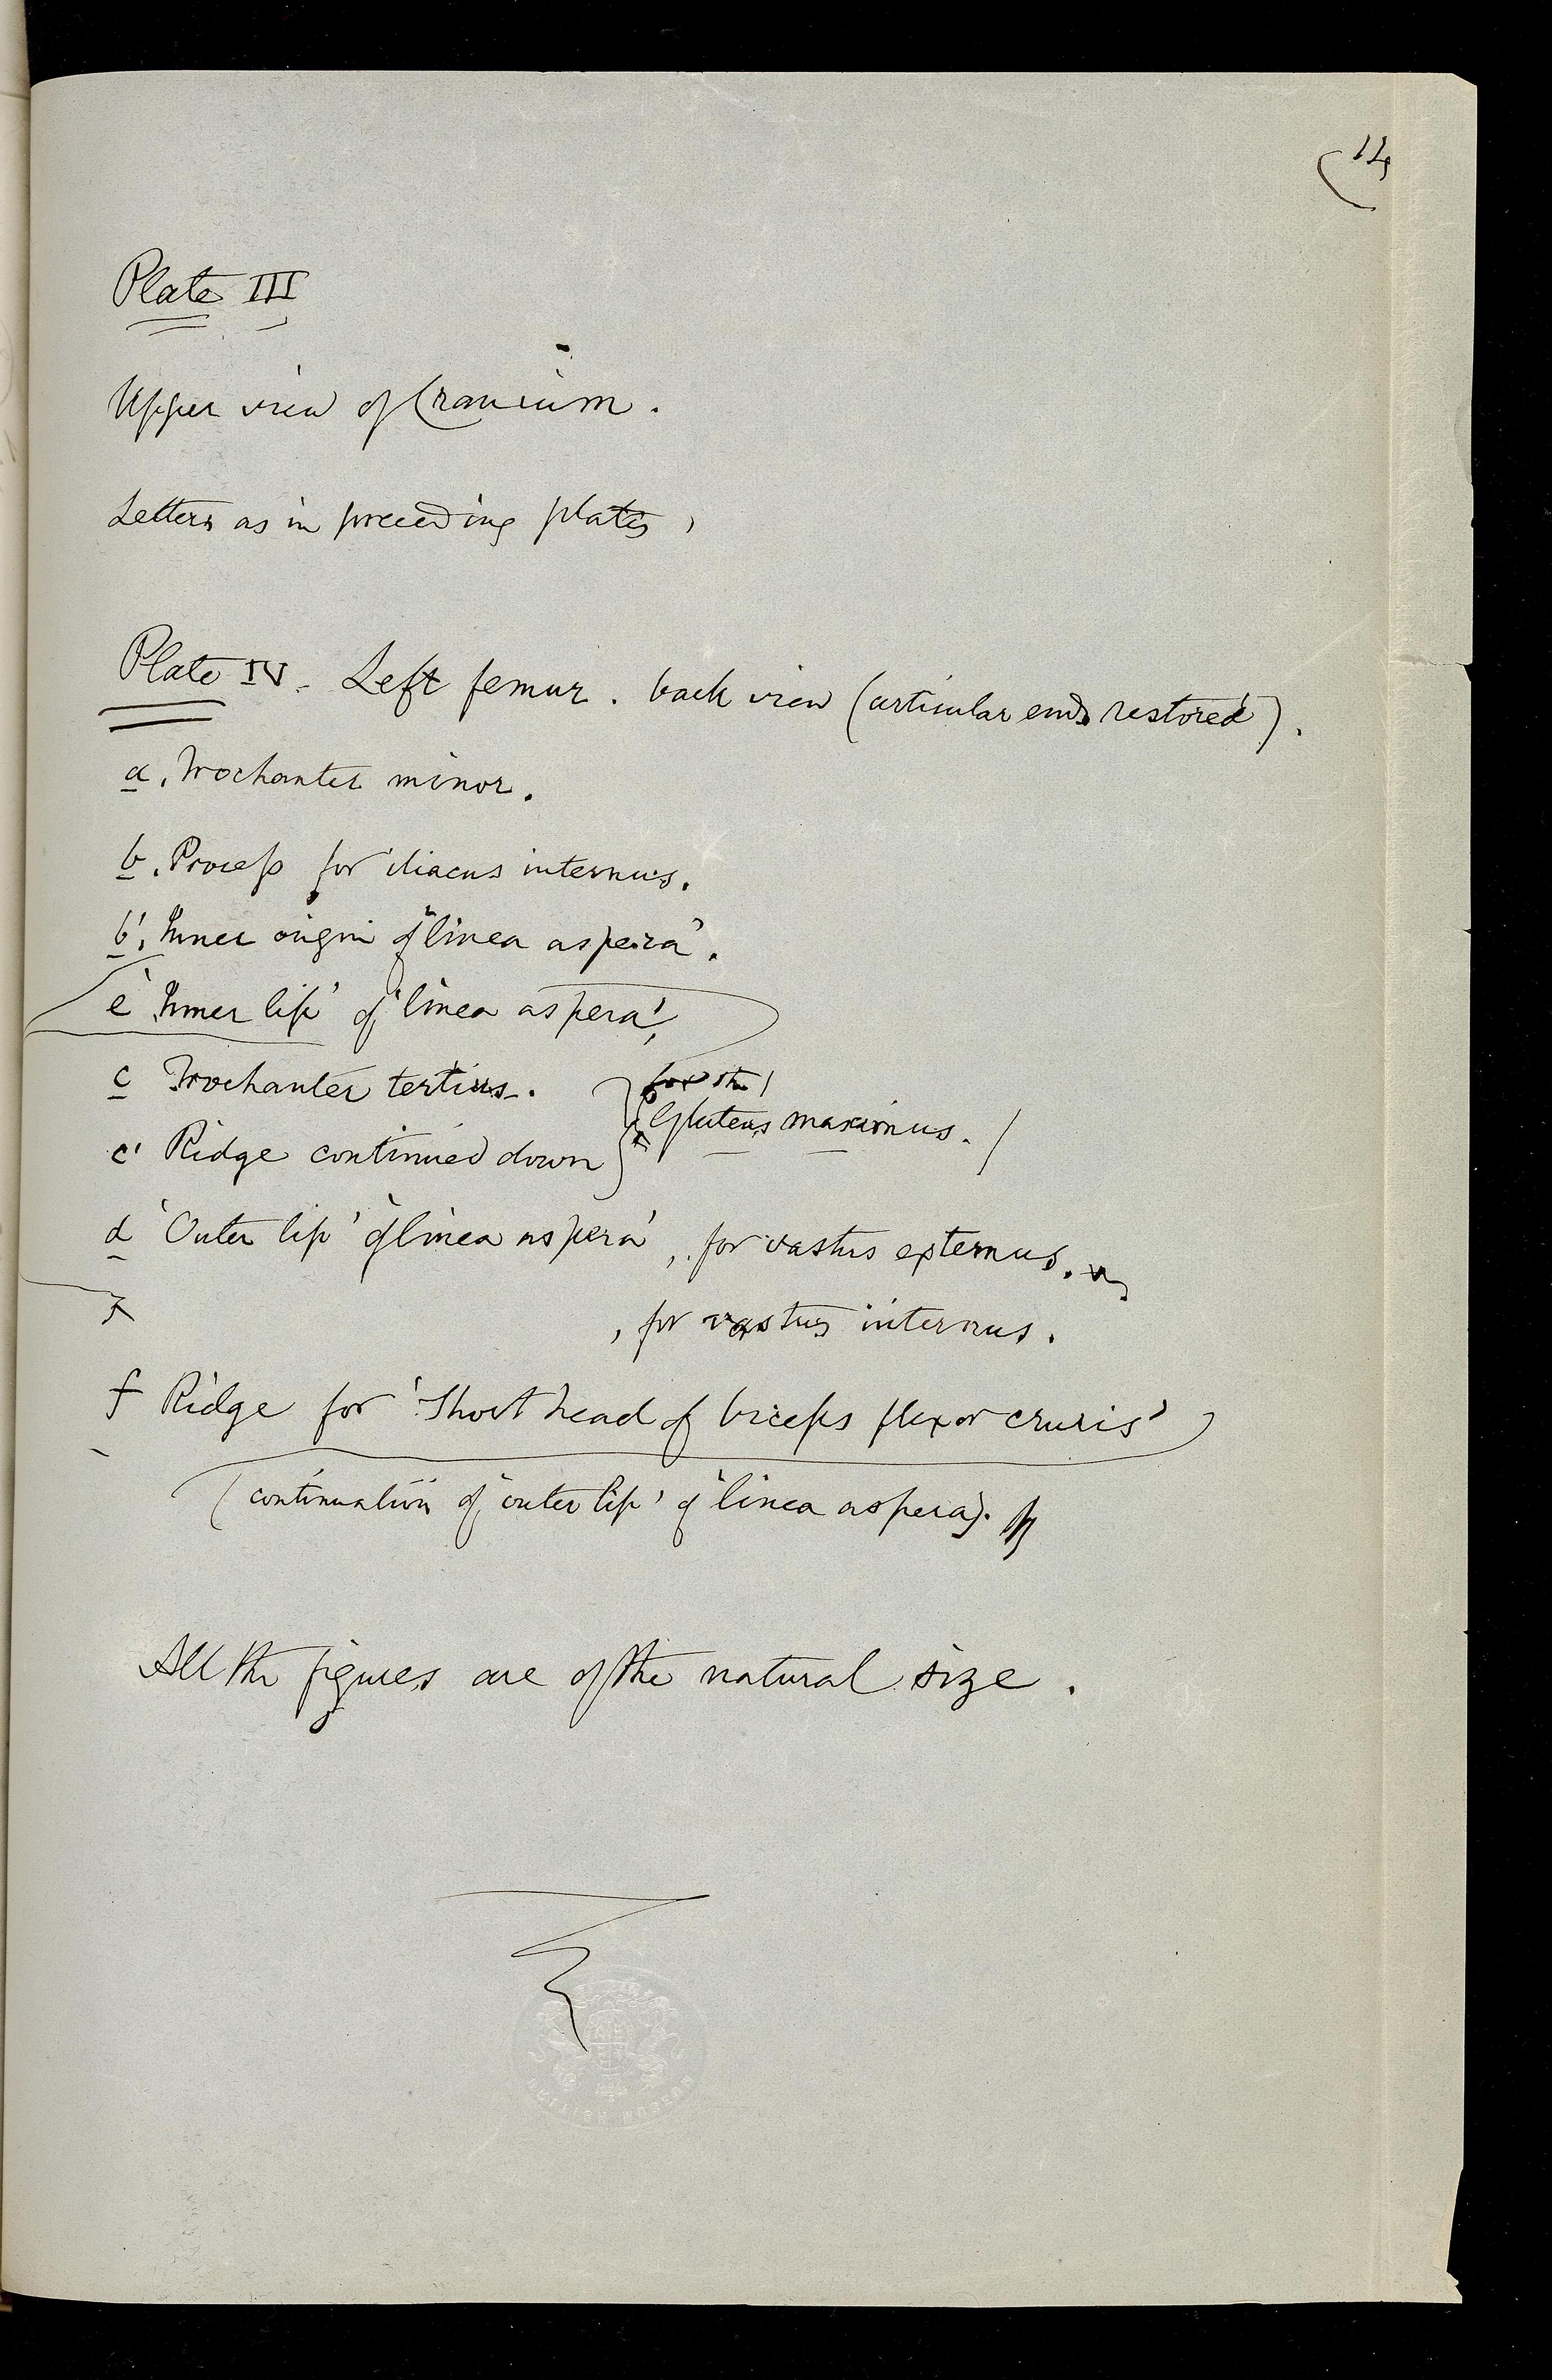 14
Plate III
Upper view of Cranium.
Letters as in preceeding plates,
Plate IV. Left femur. back view (articular ends restored).
a. Trochanter minor.
b. Process for iliacus internus.
b'. Inner origin of 'linea aspera'.
e 'Inner lip' of 'linea aspera',
c Trochanter tertius.
for the
Gluteus maximus.
c' Ridge continued down
d 'Outer lip' of 'linea aspera', for vastus externus.
, for vastus internus.
f Ridge for 'Short head of biceps flexor cruris'
(continuation of 'outer lip' of 'linea aspera').
All the figures are of the natural size.
BRITISH MUSEUM